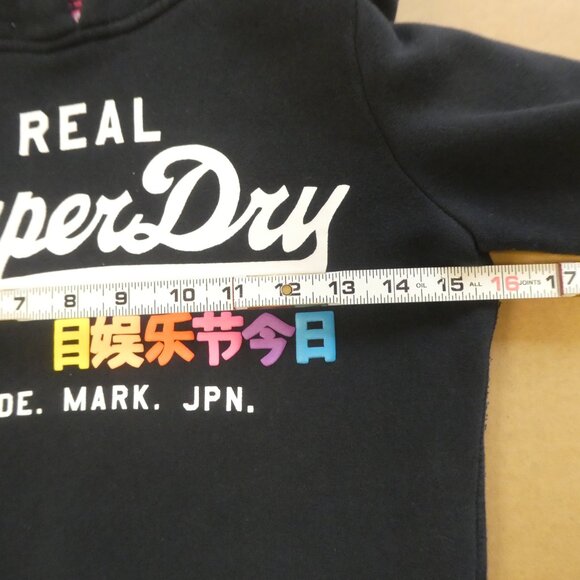 REAL
perDry
7 8 9 10 11 12 13 14 OIL 15 ALL 16 JOINTS 17
目娱乐节今日
DE. MARK. JPN.